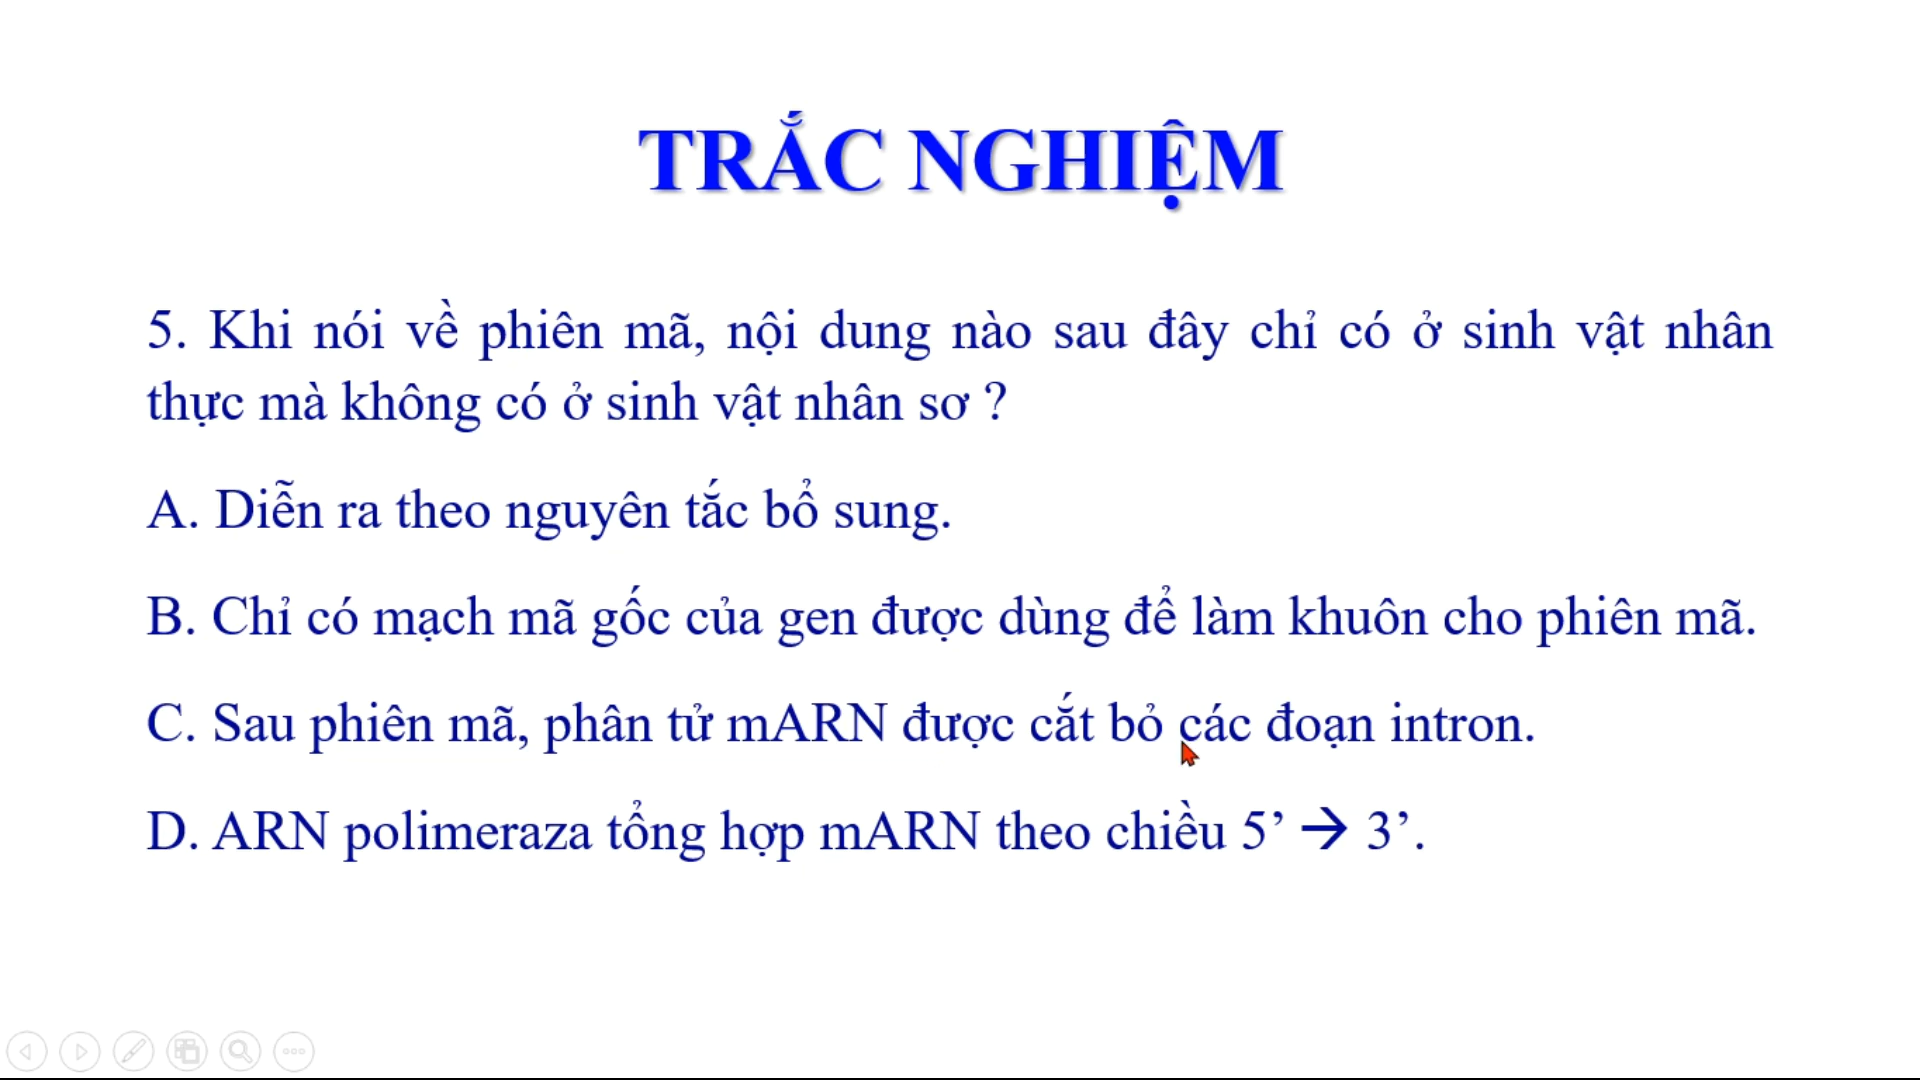 TRẮC NGHIỆM
5. Khi nói về phiên mã, nội dung nào sau đây chỉ có ở sinh vật nhân
thực mà không có ở sinh vật nhân sơ ?
A. Diễn ra theo nguyên tắc bổ sung.
B. Chỉ có mạch mã gốc của gen được dùng để làm khuôn cho phiên mã.
C. Sau phiên mã, phân tử mARN được cắt bỏ các đoạn intron.
D. ARN polimeraza tổng hợp mARN theo chiều 5’ → 3’.